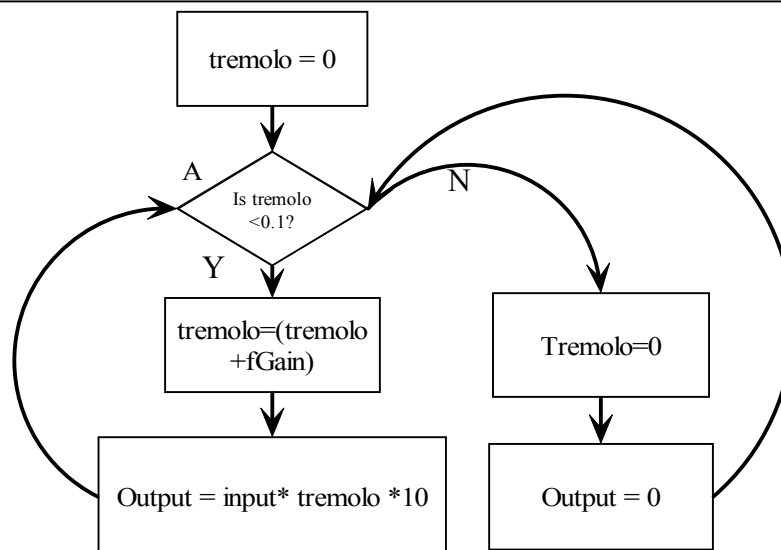 tremolo = 0
A
Is tremolo
<0.1?
N
Y
tremolo=(tremolo
+fGain)
Tremolo=0
Output = input* tremolo *10
Output = 0